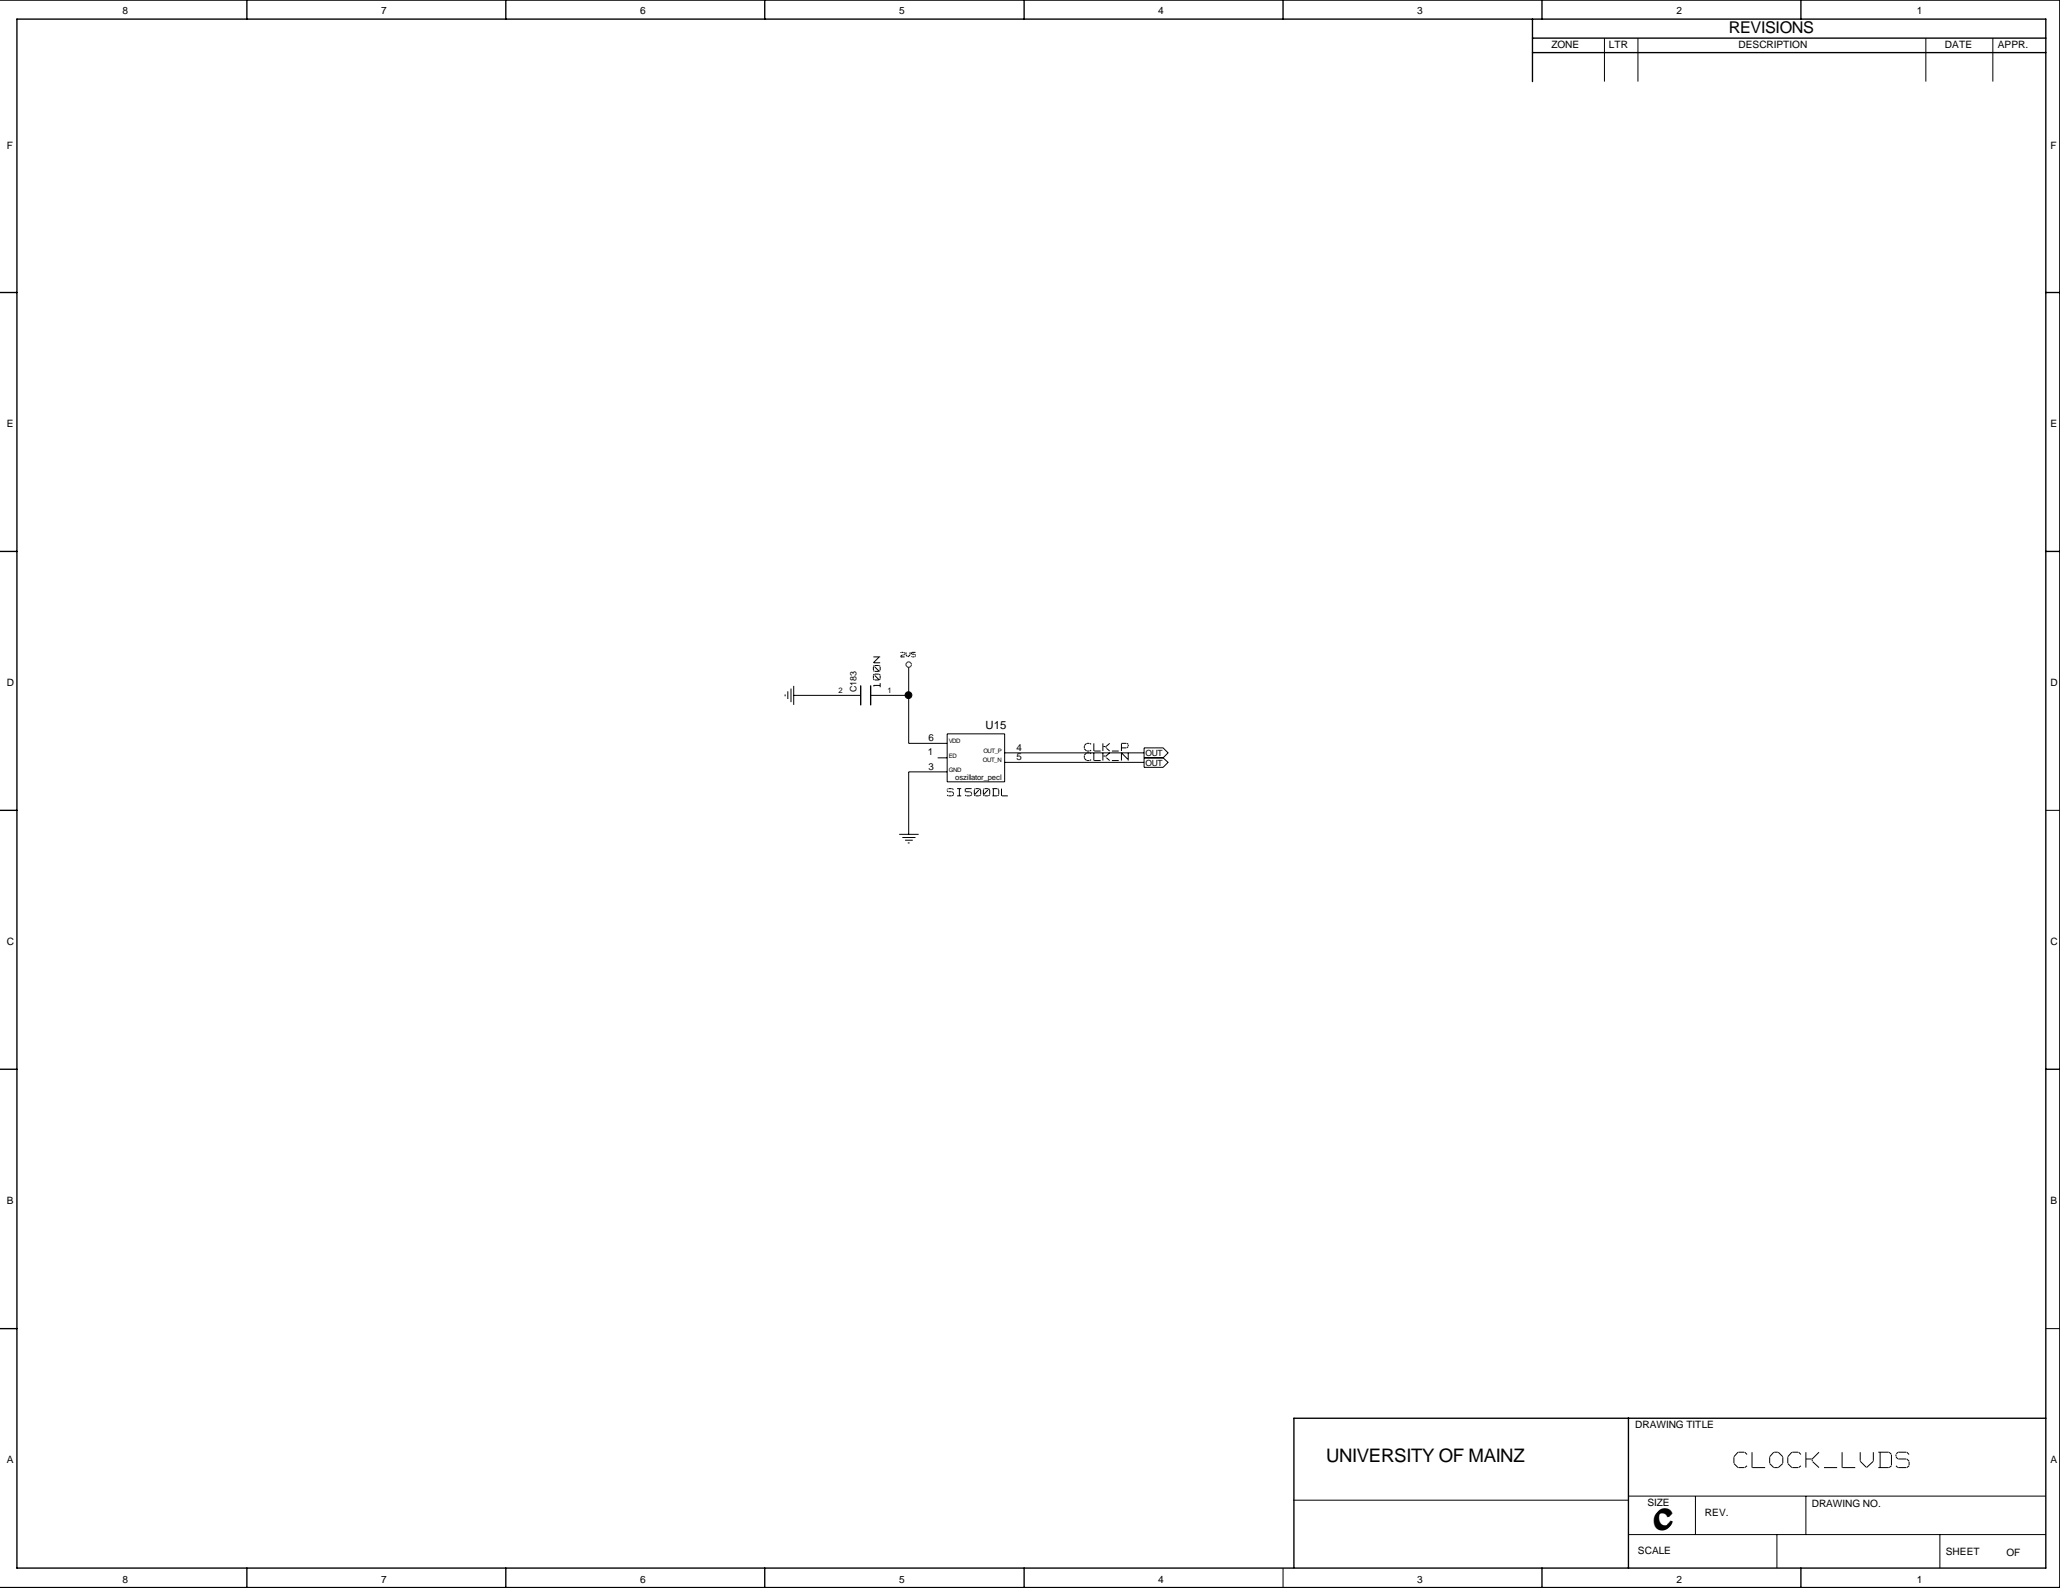 8 7 6 5 4 3 2 1
REVISIONS
ZONE LTR DESCRIPTION DATE APPR.
F F
E E
D D
2V5
100N
C183
2 1
U15
6 VDD
1 ED
3 GND
OUT_P 4 CLK_P OUT
OUT_N 5 CLK_N OUT
oszillator_pecl
SI500DL
C C
B B
A A
UNIVERSITY OF MAINZ
DRAWING TITLE
CLOCK_LVDS
SIZE
C
REV.
DRAWING NO.
SCALE
SHEET OF
8 7 6 5 4 3 2 1